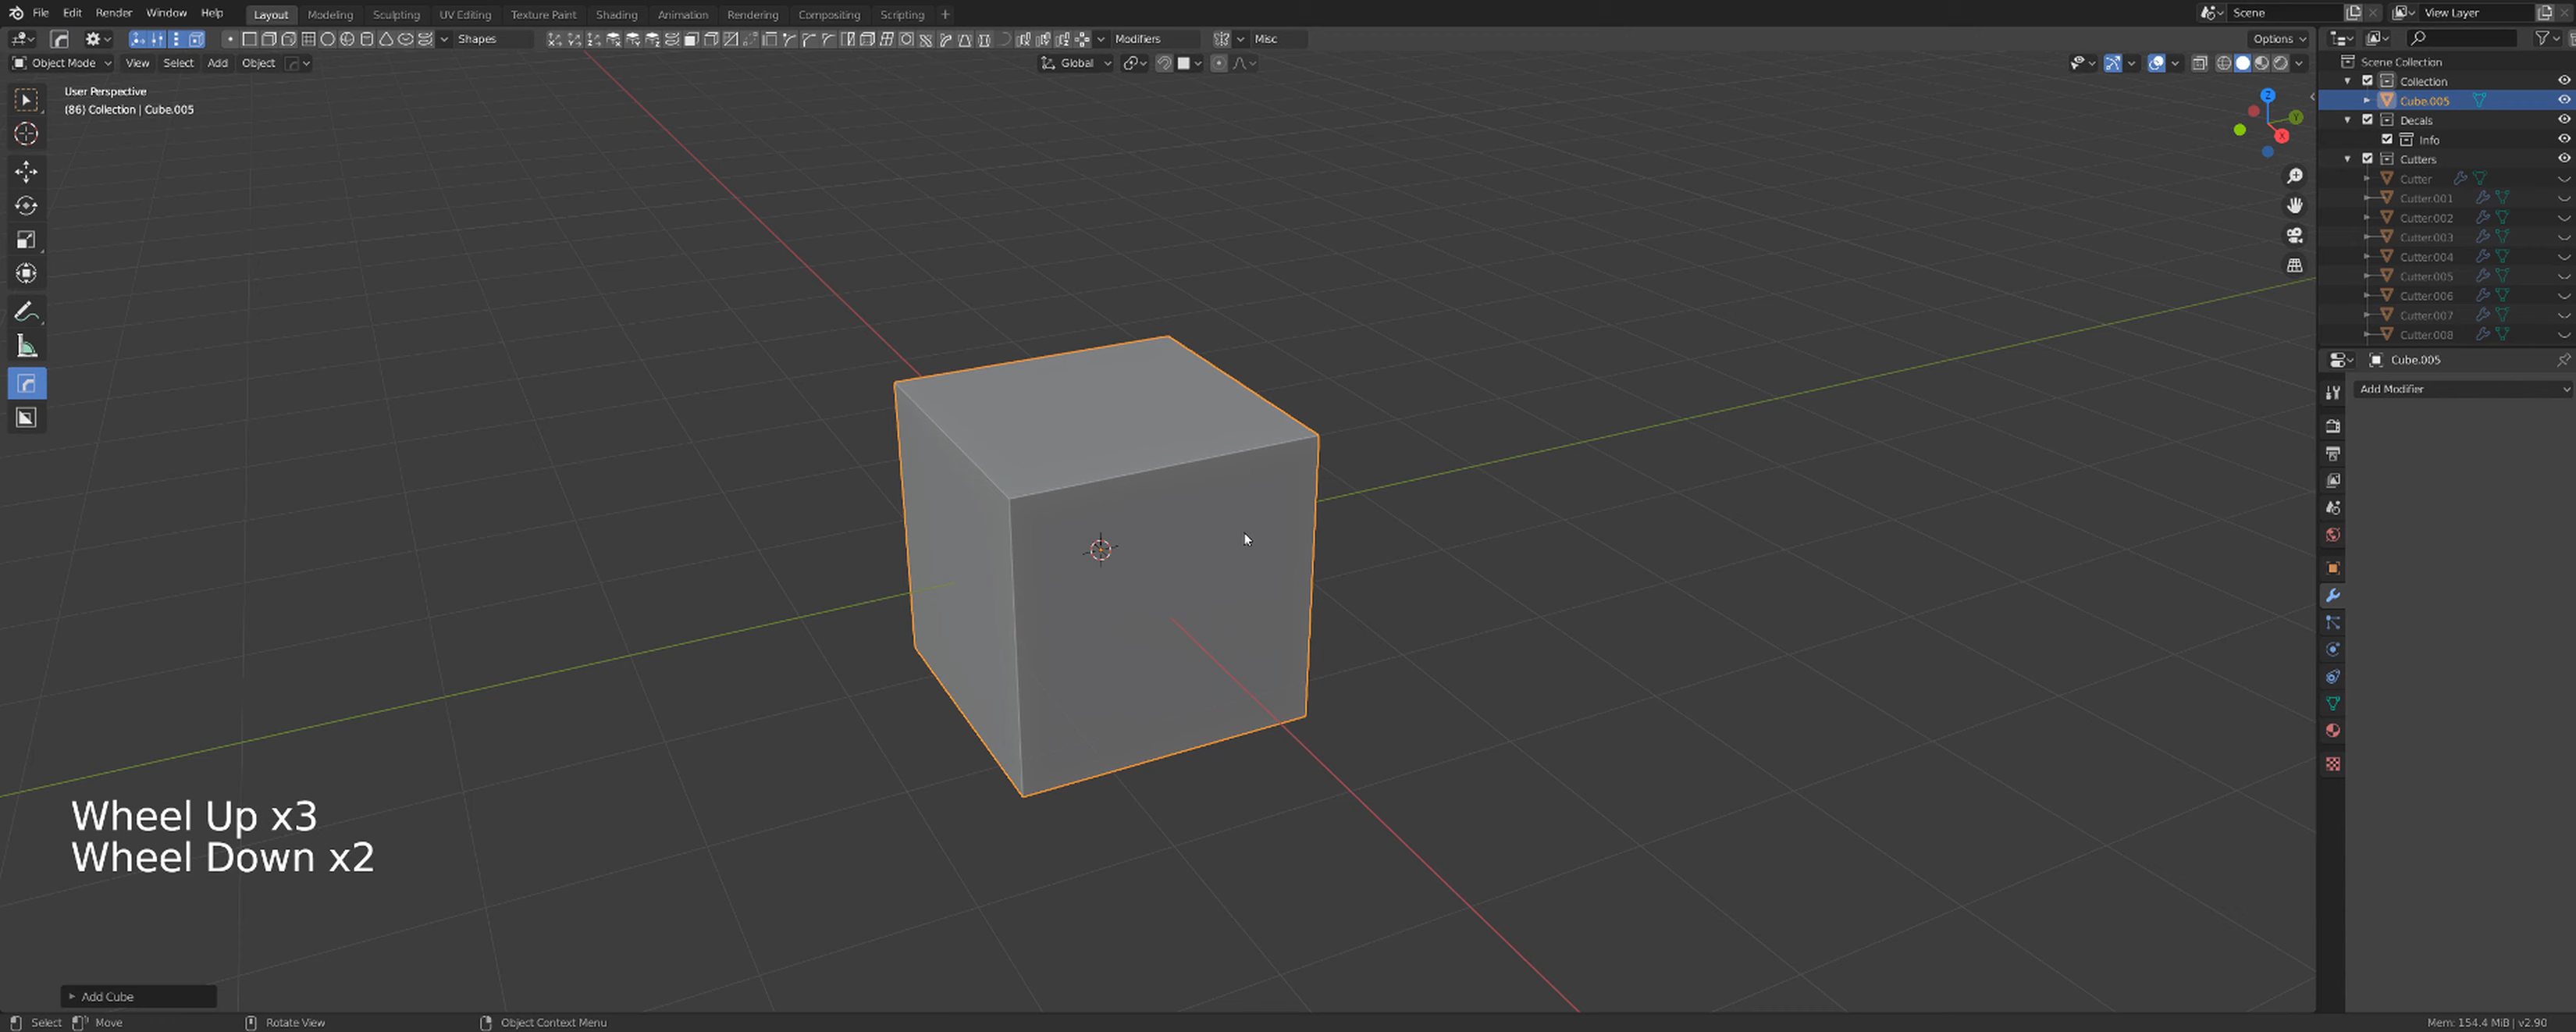 File Edit Render Window Help Layout Modeling Sculpting UV Editing Texture Paint Shading Animation Rendering Compositing Scripting + Scene View Layer
Shapes Modifiers Misc Options
Object Mode View Select Add Object Global
User Perspective
(86) Collection | Cube.005
Z
Y
X
Scene Collection
Collection
Cube.005
Decals
Info
Cutters
Cutter
Cutter.001
Cutter.002
Cutter.003
Cutter.004
Cutter.005
Cutter.006
Cutter.007
Cutter.008
Cube.005
Add Modifier
Wheel Up x3
Wheel Down x2
Add Cube
Select Move Rotate View Object Context Menu Mem: 154.4 MiB | v2.90